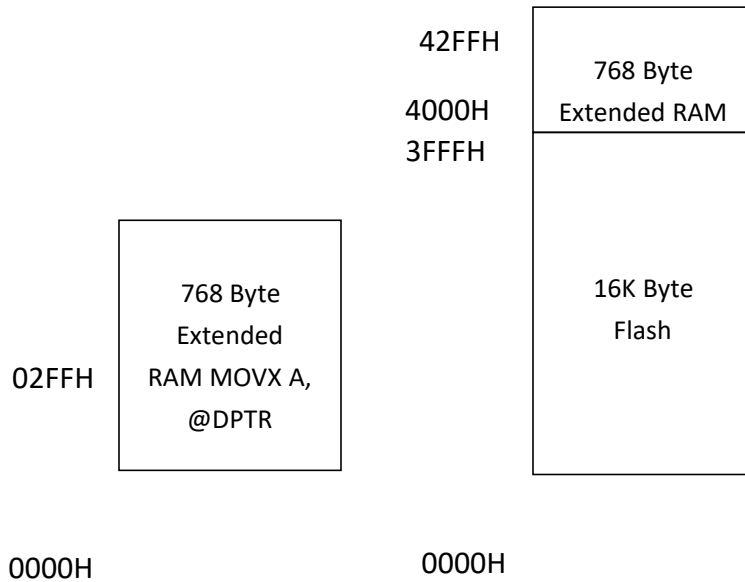 42FFH
768 Byte
4000H
Extended RAM
3FFFH
768 Byte
Extended
02FFH
RAM MOVX A,
@DPTR
16K Byte
Flash
0000H
0000H